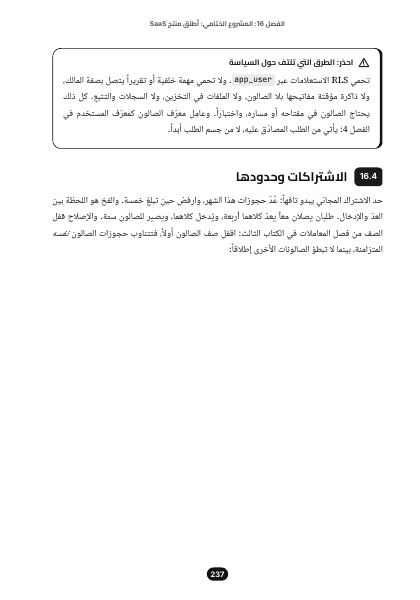 الفصل 16: المشروع الختامي: أطلق منتج SaaS
احذر: الطرق التي تلتف حول السياسة
تحمي RLS الاستعلامات عبر app_user. ولا تحمي مهمة خلفية أو تقريراً يتصل بصفة المالك،
ولا ذاكرة مؤقتة مفاتيحها بلا الصالون، ولا الملفات في التخزين، ولا السجلات والتتبع. كل ذلك
يحتاج الصالون في مفتاحه أو مساره، واختباراً. وعامِل معرّف الصالون كمعرّف المستخدم في
الفصل 4: يأتي من الطلب المصادَق عليه، لا من جسم الطلب أبداً.
16.4 الاشتراكات وحدودها
حد الاشتراك المجاني يبدو تافهاً: عُدّ حجوزات هذا الشهر، وارفض حين تبلغ خمسة. والفخ هو اللحظة بين
العدّ والإدخال. طلبان يصلان معاً يعدّ كلاهما أربعة، ويُدخل كلاهما، ويصير للصالون ستة. والإصلاح قفل
الصف من فصل المعاملات في الكتاب الثالث: اقفل صف الصالون أولاً، فتتناوب حجوزات الصالون نفسه
المتزامنة، بينما لا تبطؤ الصالونات الأخرى إطلاقاً:
237